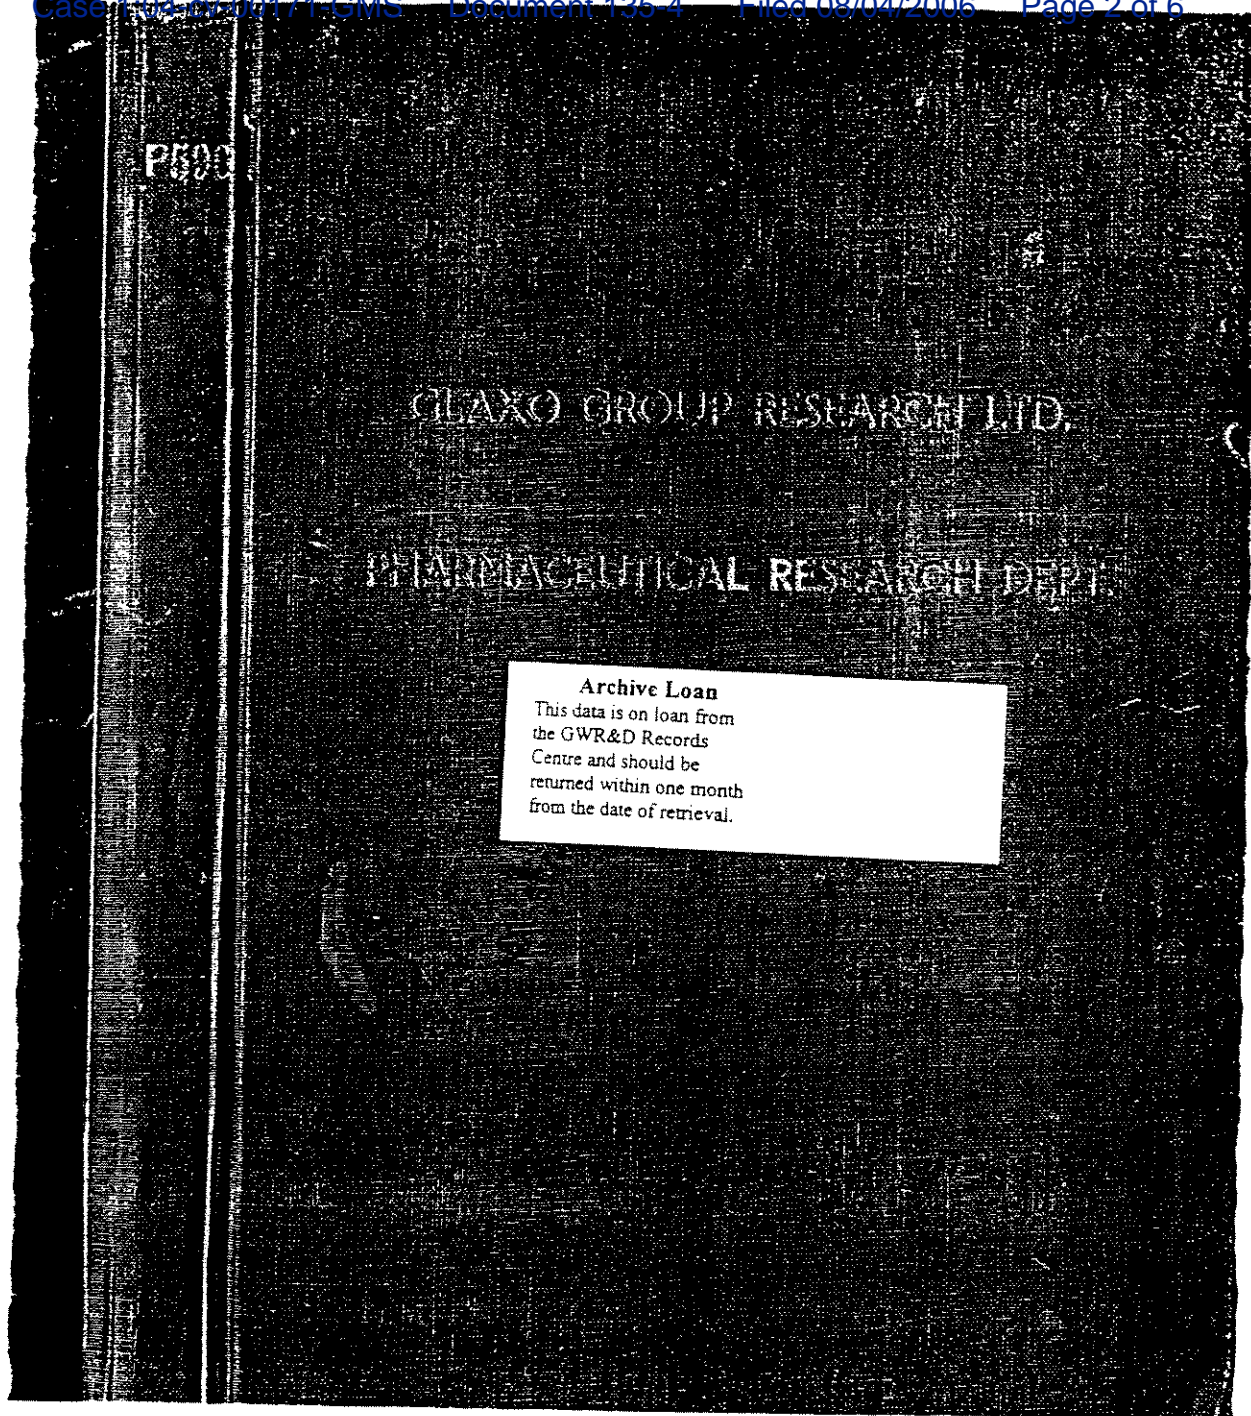 Case 1:04-cv-00171-GMS Document 135-4 Filed 08/04/2006 Page 2 of 6
GLAXO GROUP RESEARCH LTD.
PHARMACEUTICAL RESEARCH DEPT.
Archive Loan
This data is on loan from
the GWR&D Records
Centre and should be
returned within one month
from the date of retrieval.